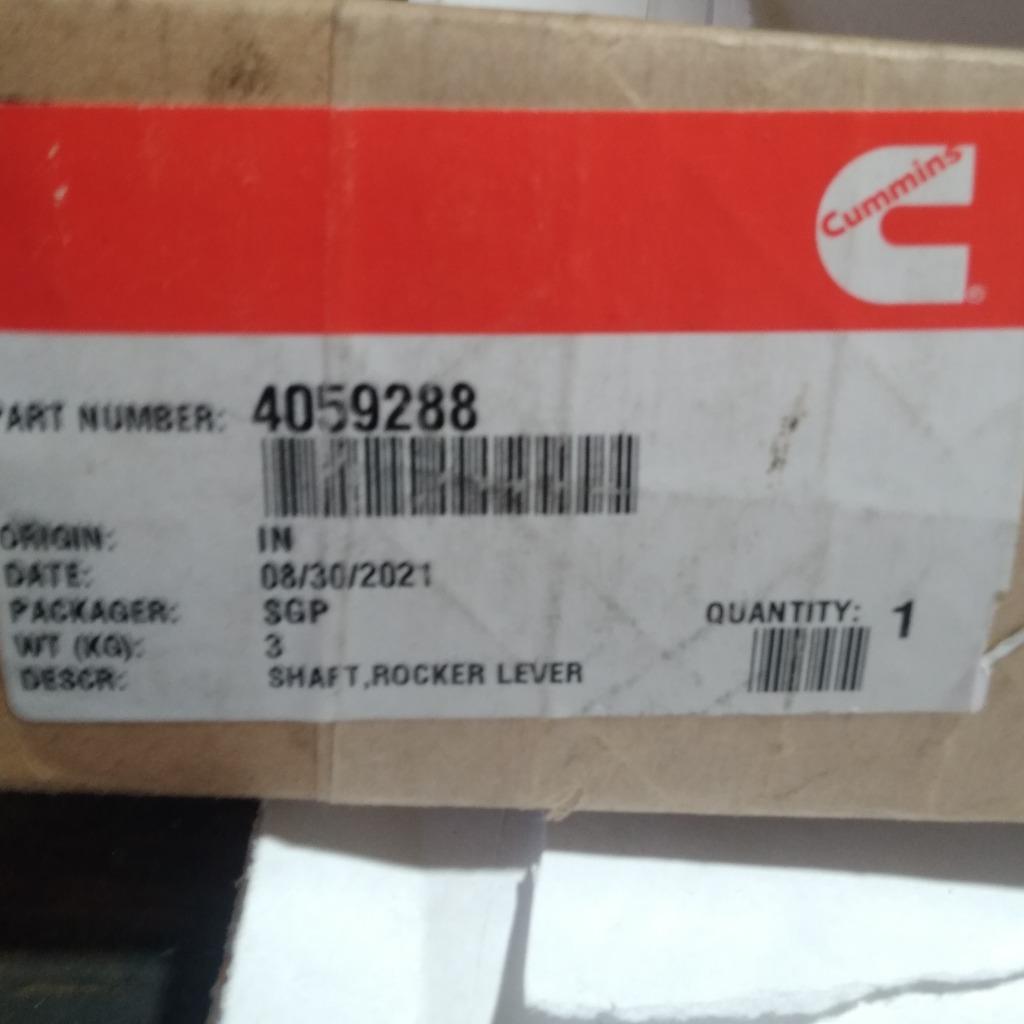 Cummins
PART NUMBER: 4059288
ORIGIN: IN
DATE: 08/30/2021
PACKAGER: SGP
QUANTITY: 1
WT (KG): 3
DESCR: SHAFT,ROCKER LEVER